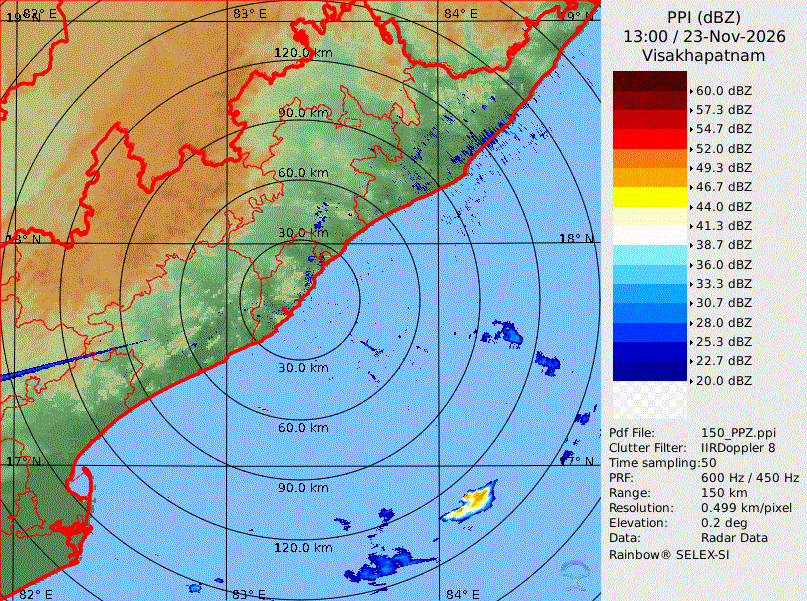 82° E
83° E
84° E
19° N
19° N
120.0 km
90.0 km
60.0 km
30.0 km
18° N
18° N
30.0 km
60.0 km
17° N
17° N
90.0 km
120.0 km
82° E
83° E
84° E
PPI (dBZ)
13:00 / 23-Nov-2026
Visakhapatnam
60.0 dBZ
57.3 dBZ
54.7 dBZ
52.0 dBZ
49.3 dBZ
46.7 dBZ
44.0 dBZ
41.3 dBZ
38.7 dBZ
36.0 dBZ
33.3 dBZ
30.7 dBZ
28.0 dBZ
25.3 dBZ
22.7 dBZ
20.0 dBZ
Pdf File: 150_PPZ.ppi
Clutter Filter: IIRDoppler 8
Time sampling:50
PRF: 600 Hz / 450 Hz
Range: 150 km
Resolution: 0.499 km/pixel
Elevation: 0.2 deg
Data: Radar Data
Rainbow® SELEX-SI